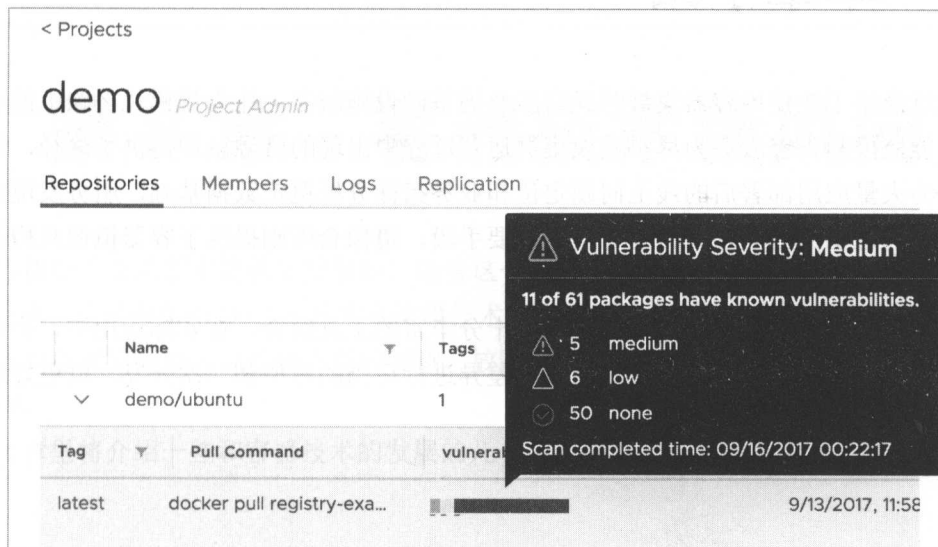 < Projects
demo Project Admin
Repositories Members Logs Replication
Vulnerability Severity: Medium
11 of 61 packages have known vulnerabilities.
5 medium
6 low
50 none
Scan completed time: 09/16/2017 00:22:17
Name Tags
demo/ubuntu 1
Tag Pull Command vulnerab
latest docker pull registry-exa... 9/13/2017, 11:58